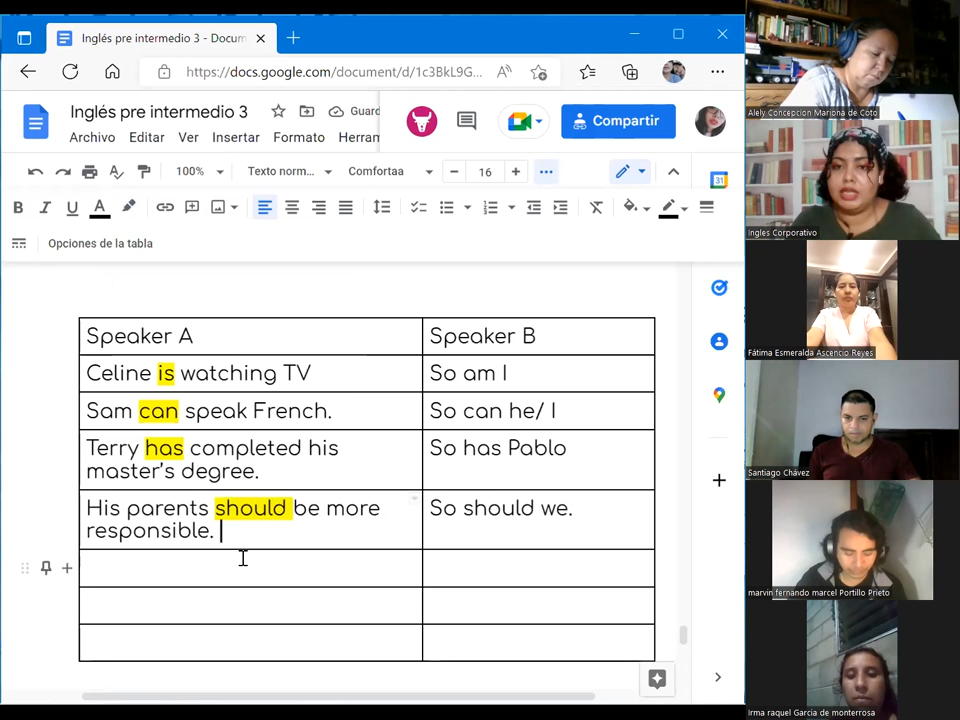 Inglés pre intermedio 3 - Docum
https://docs.google.com/document/d/1c3BkL9G...
Inglés pre intermedio 3
Guard
Archivo Editar Ver Insertar Formato Herram
Compartir
100% Texto norm... Comfortaa 16
Opciones de la tabla
Speaker A Speaker B
Celine is watching TV So am I
Sam can speak French. So can he/ I
Terry has completed his So has Pablo
master's degree.
His parents should be more So should we.
responsible.
Alely Concepcion Mariona de Coto
Ingles Corporativo
Fátima Esmeralda Ascencio Reyes
Santiago Chávez
marvin fernando marcel Portillo Prieto
Irma raquel Garcia de monterrosa